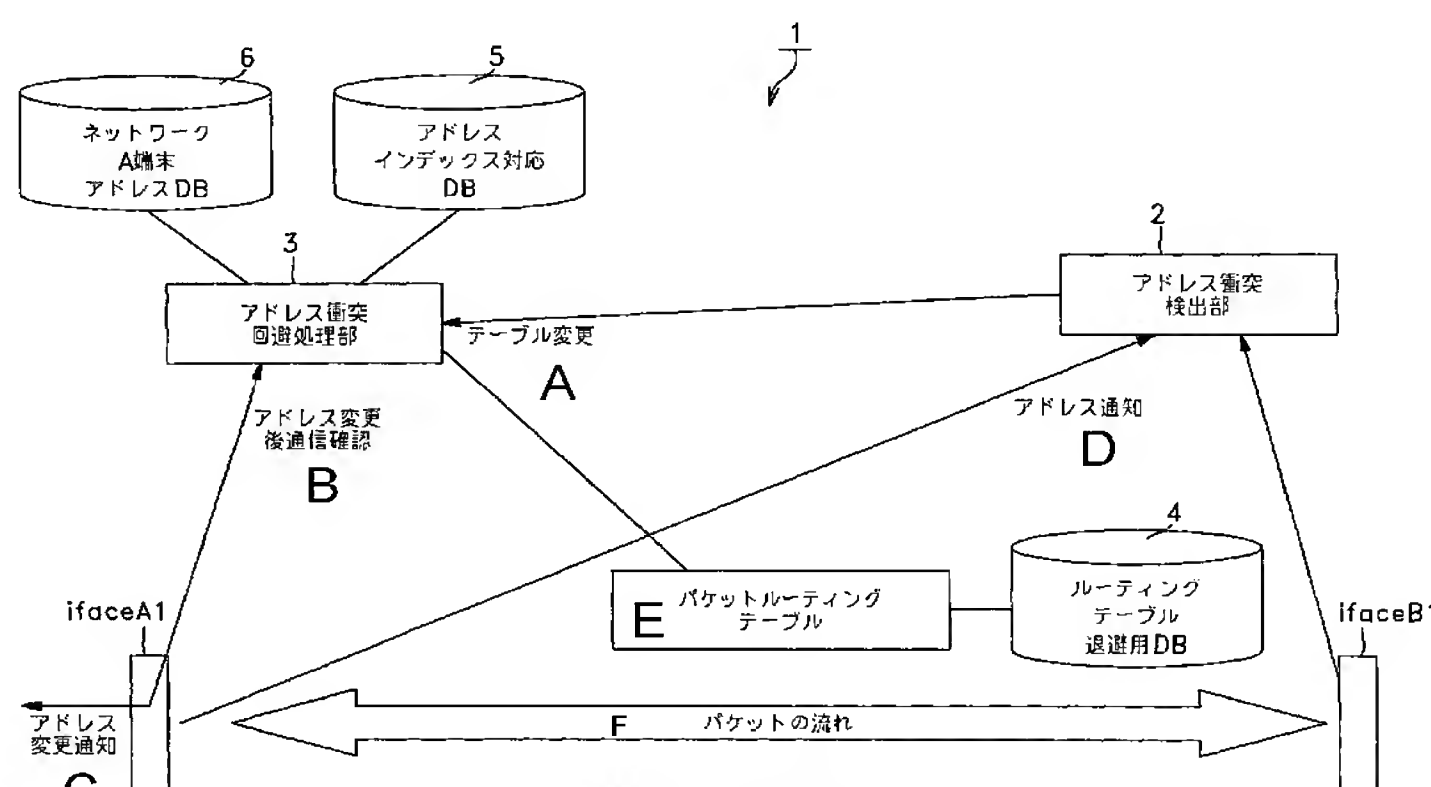 1
6
5
ネットワーク
A端末
アドレスDB
アドレス
インデックス対応
DB
2
3
アドレス衝突
検出部
アドレス衝突
回避処理部
テーブル変更
A
アドレス変更
後通信確認
B
アドレス通知
D
4
ルーティング
テーブル
退避用DB
E
パケットルーティング
テーブル
ifaceA1
ifaceB1
アドレス
変更通知
C
F
パケットの流れ